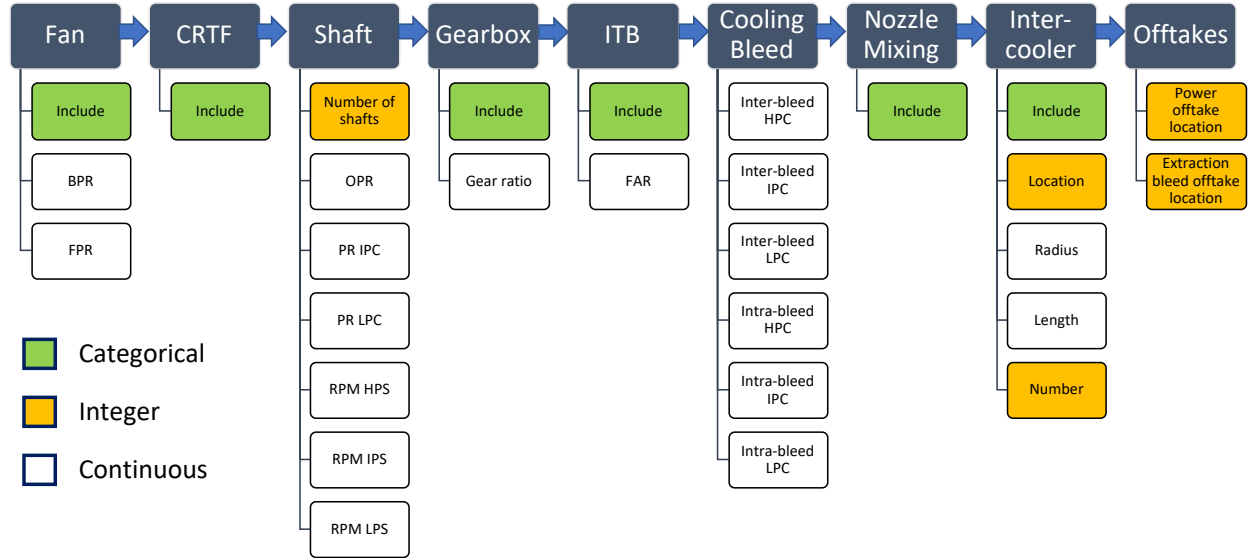 Fan
CRTF
Shaft
Gearbox
ITB
Cooling
Bleed
Nozzle
Mixing
Inter-
cooler
Offtakes
Include
BPR
FPR
Include
Number of
shafts
OPR
PR IPC
PR LPC
RPM HPS
RPM IPS
RPM LPS
Include
Gear ratio
Include
FAR
Inter-bleed
HPC
Inter-bleed
IPC
Inter-bleed
LPC
Intra-bleed
HPC
Intra-bleed
IPC
Intra-bleed
LPC
Include
Include
Location
Radius
Length
Number
Power
offtake
location
Extraction
bleed offtake
location
Categorical
Integer
Continuous